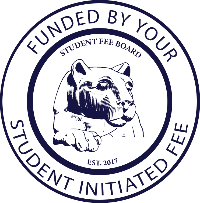 FUNDED BY YOUR
STUDENT FEE BOARD
EST. 2017
STUDENT INITIATED FEE